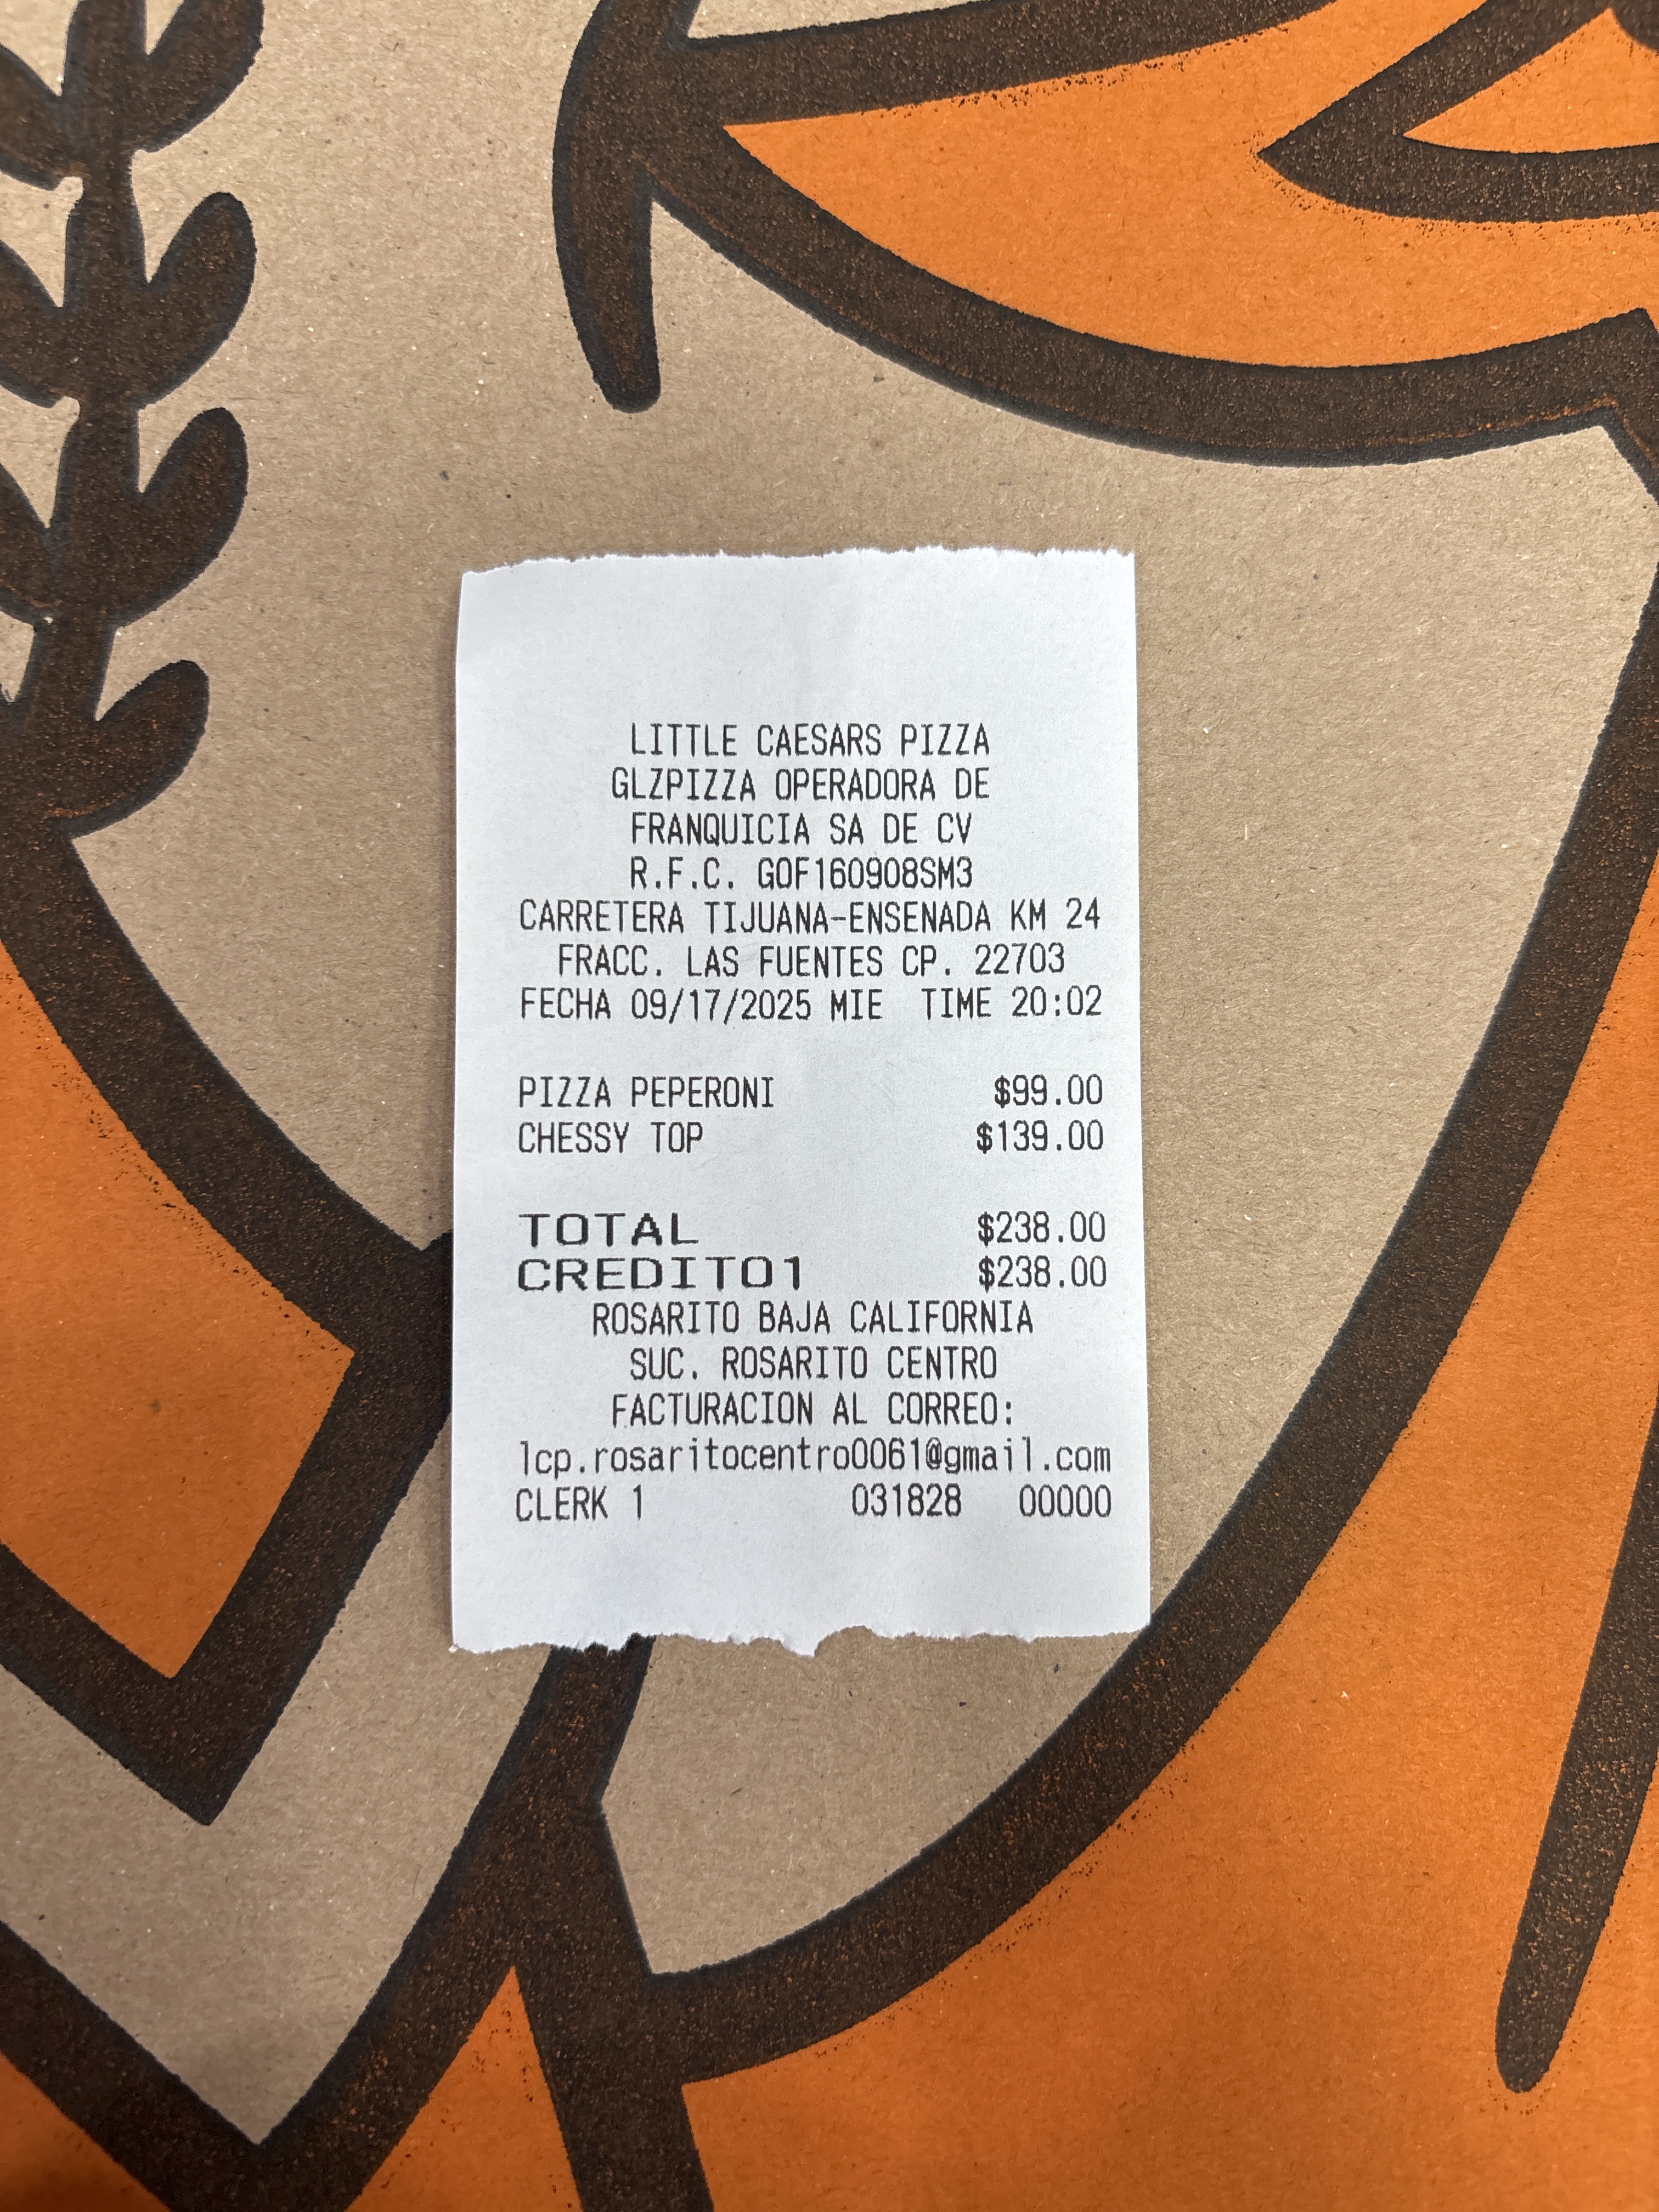 LITTLE CAESARS PIZZA
GLZPIZZA OPERADORA DE
FRANQUICIA SA DE CV
R.F.C. GOF160908SM3
CARRETERA TIJUANA-ENSENADA KM 24
FRACC. LAS FUENTES CP. 22703
FECHA 09/17/2025 MIE TIME 20:02
PIZZA PEPERONI $99.00
CHESSY TOP $139.00
TOTAL $238.00
CREDITO1 $238.00
ROSARITO BAJA CALIFORNIA
SUC. ROSARITO CENTRO
FACTURACION AL CORREO:
lcp.rosaritocentro0061@gmail.com
CLERK 1 031828 00000